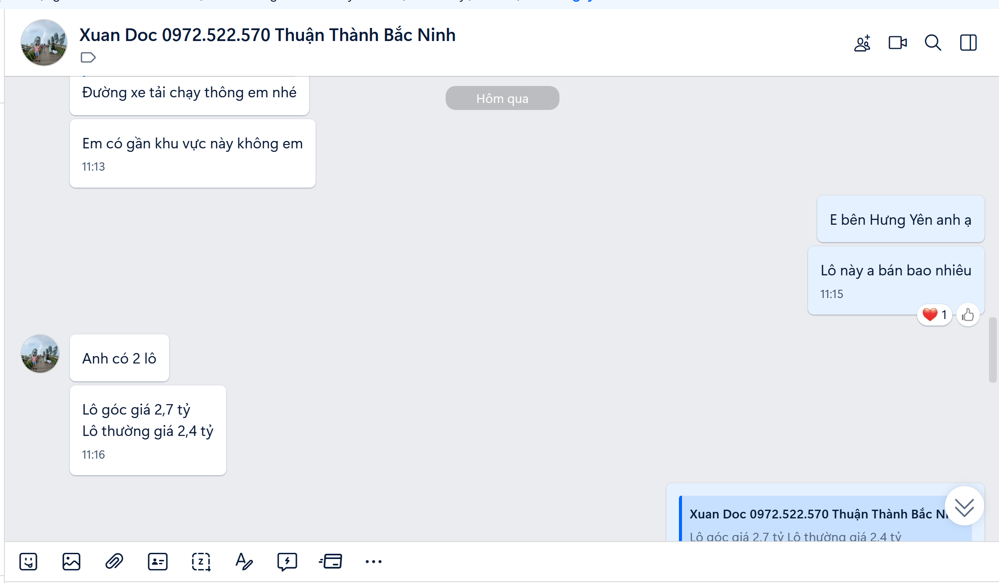 Xuan Doc 0972.522.570 Thuận Thành Bắc Ninh
Hôm qua
Đường xe tải chạy thông em nhé
Em có gần khu vực này không em
11:13
E bên Hưng Yên anh ạ
Lô này a bán bao nhiêu
11:15
1
Anh có 2 lô
Lô góc giá 2,7 tỷ
Lô thường giá 2,4 tỷ
11:16
Xuan Doc 0972.522.570 Thuận Thành Bắc
Lô góc giá 2,7 tỷ Lô thường giá 2,4 tỷ